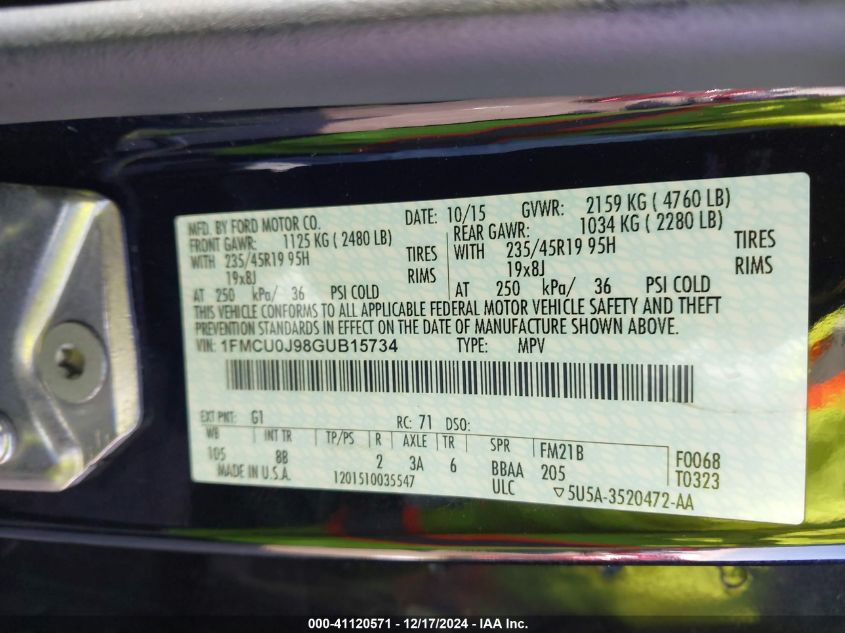 MFD. BY FORD MOTOR CO. DATE: 10/15 GVWR: 2159 KG ( 4760 LB)
FRONT GAWR: 1125 KG ( 2480 LB) REAR GAWR: 1034 KG ( 2280 LB)
WITH 235/45R19 95H TIRES WITH 235/45R19 95H TIRES
19x8J RIMS 19x8J RIMS
AT 250 kPa/ 36 PSI COLD AT 250 kPa/ 36 PSI COLD
THIS VEHICLE CONFORMS TO ALL APPLICABLE FEDERAL MOTOR VEHICLE SAFETY AND THEFT
PREVENTION STANDARDS IN EFFECT ON THE DATE OF MANUFACTURE SHOWN ABOVE.
VIN: 1FMCU0J98GUB15734 TYPE: MPV
EXT PNT: G1 RC: 71 DSO:
WB INT TR TP/PS R AXLE TR SPR FM21B F0068
105 8B 2 3A 6 BBAA 205 T0323
MADE IN U.S.A. 1201510035547 ULC ▽5U5A-3520472-AA
000-41120571 - 12/17/2024 - IAA Inc.